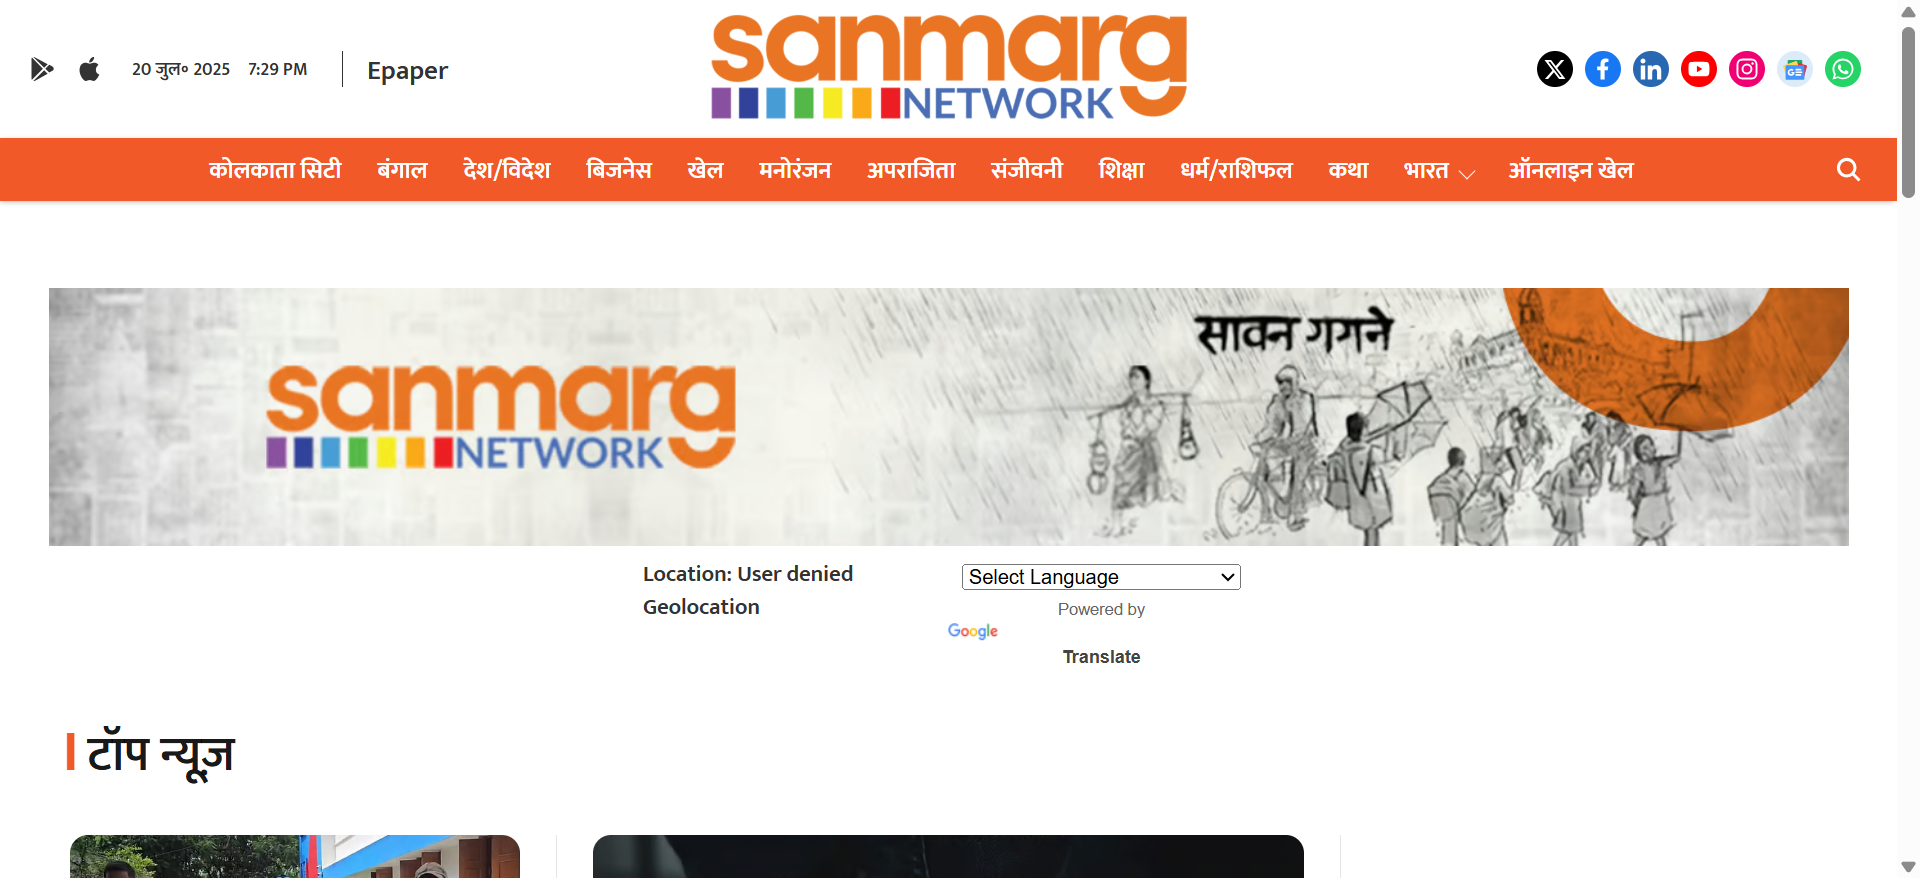 sanmarg
NETWORK
20 जुल॰ 2025 7:29 PM
Epaper
कोलकाता सिटी बंगाल देश/विदेश बिजनेस खेल मनोरंजन अपराजिता संजीवनी शिक्षा धर्म/राशिफल कथा भारत ऑनलाइन खेल
सावन गगने
sanmarg
NETWORK
Location: User denied
Geolocation
Select Language
Powered by
Google
Translate
टॉप न्यूज़